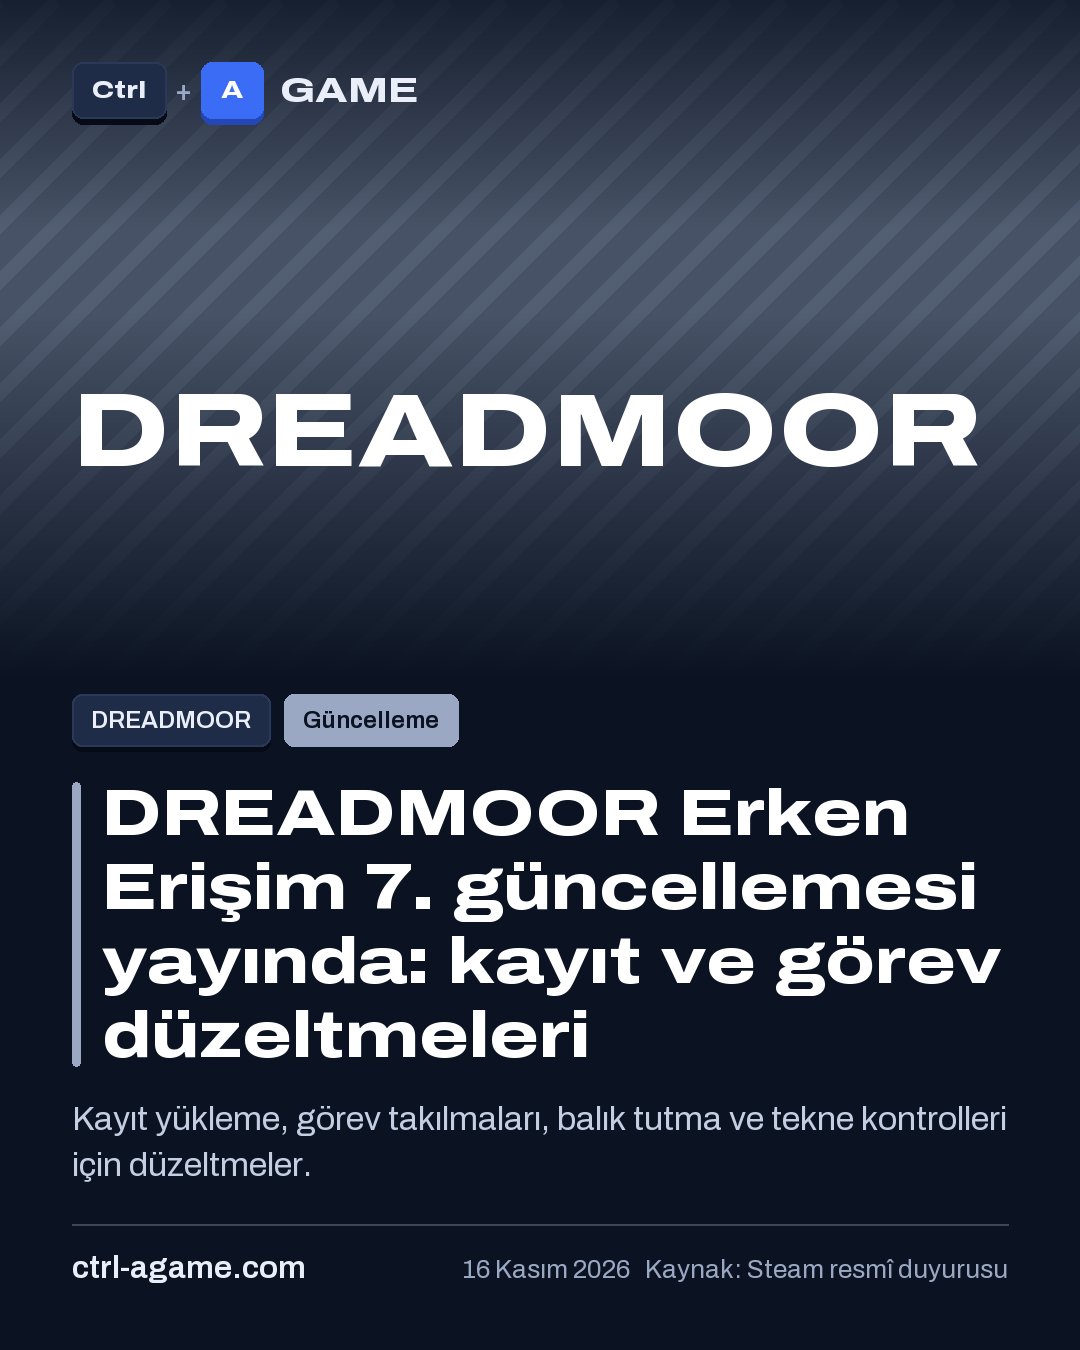 Ctrl + A GAME
DREADMOOR
DREADMOOR Güncelleme
DREADMOOR Erken
Erişim 7. güncellemesi
yayında: kayıt ve görev
düzeltmeleri
Kayıt yükleme, görev takılmaları, balık tutma ve tekne kontrolleri
için düzeltmeler.
ctrl-agame.com 16 Kasım 2026 Kaynak: Steam resmî duyurusu